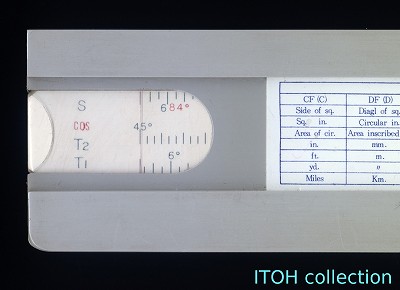 S
6 84°
COS
45°
T2
6°
T1
CF (C) DF (D)
Side of sq. Diagl of sq.
Sq. in. Circular in.
Area of cir. Area inscribed
in. mm.
ft. m.
yd. 〃
Miles Km.
ITOH collection